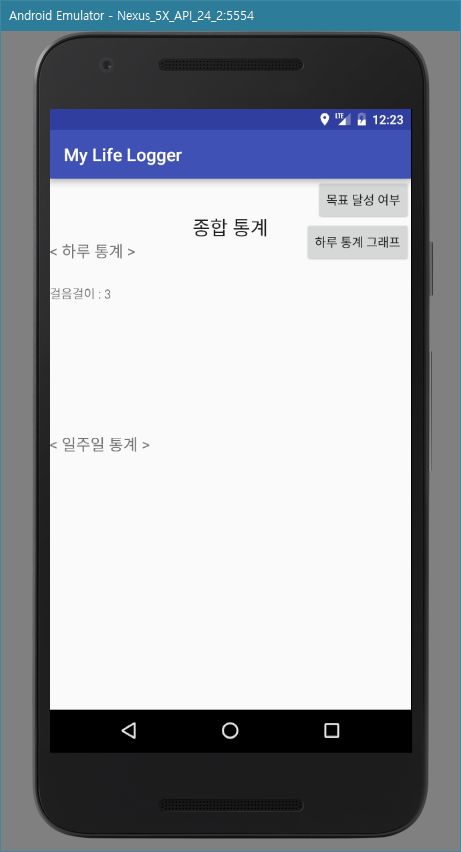 Android Emulator - Nexus_5X_API_24_2:5554
LTE 12:23
My Life Logger
목표 달성 여부
종합 통계
하루 통계 그래프
< 하루 통계 >
걸음걸이 : 3
< 일주일 통계 >